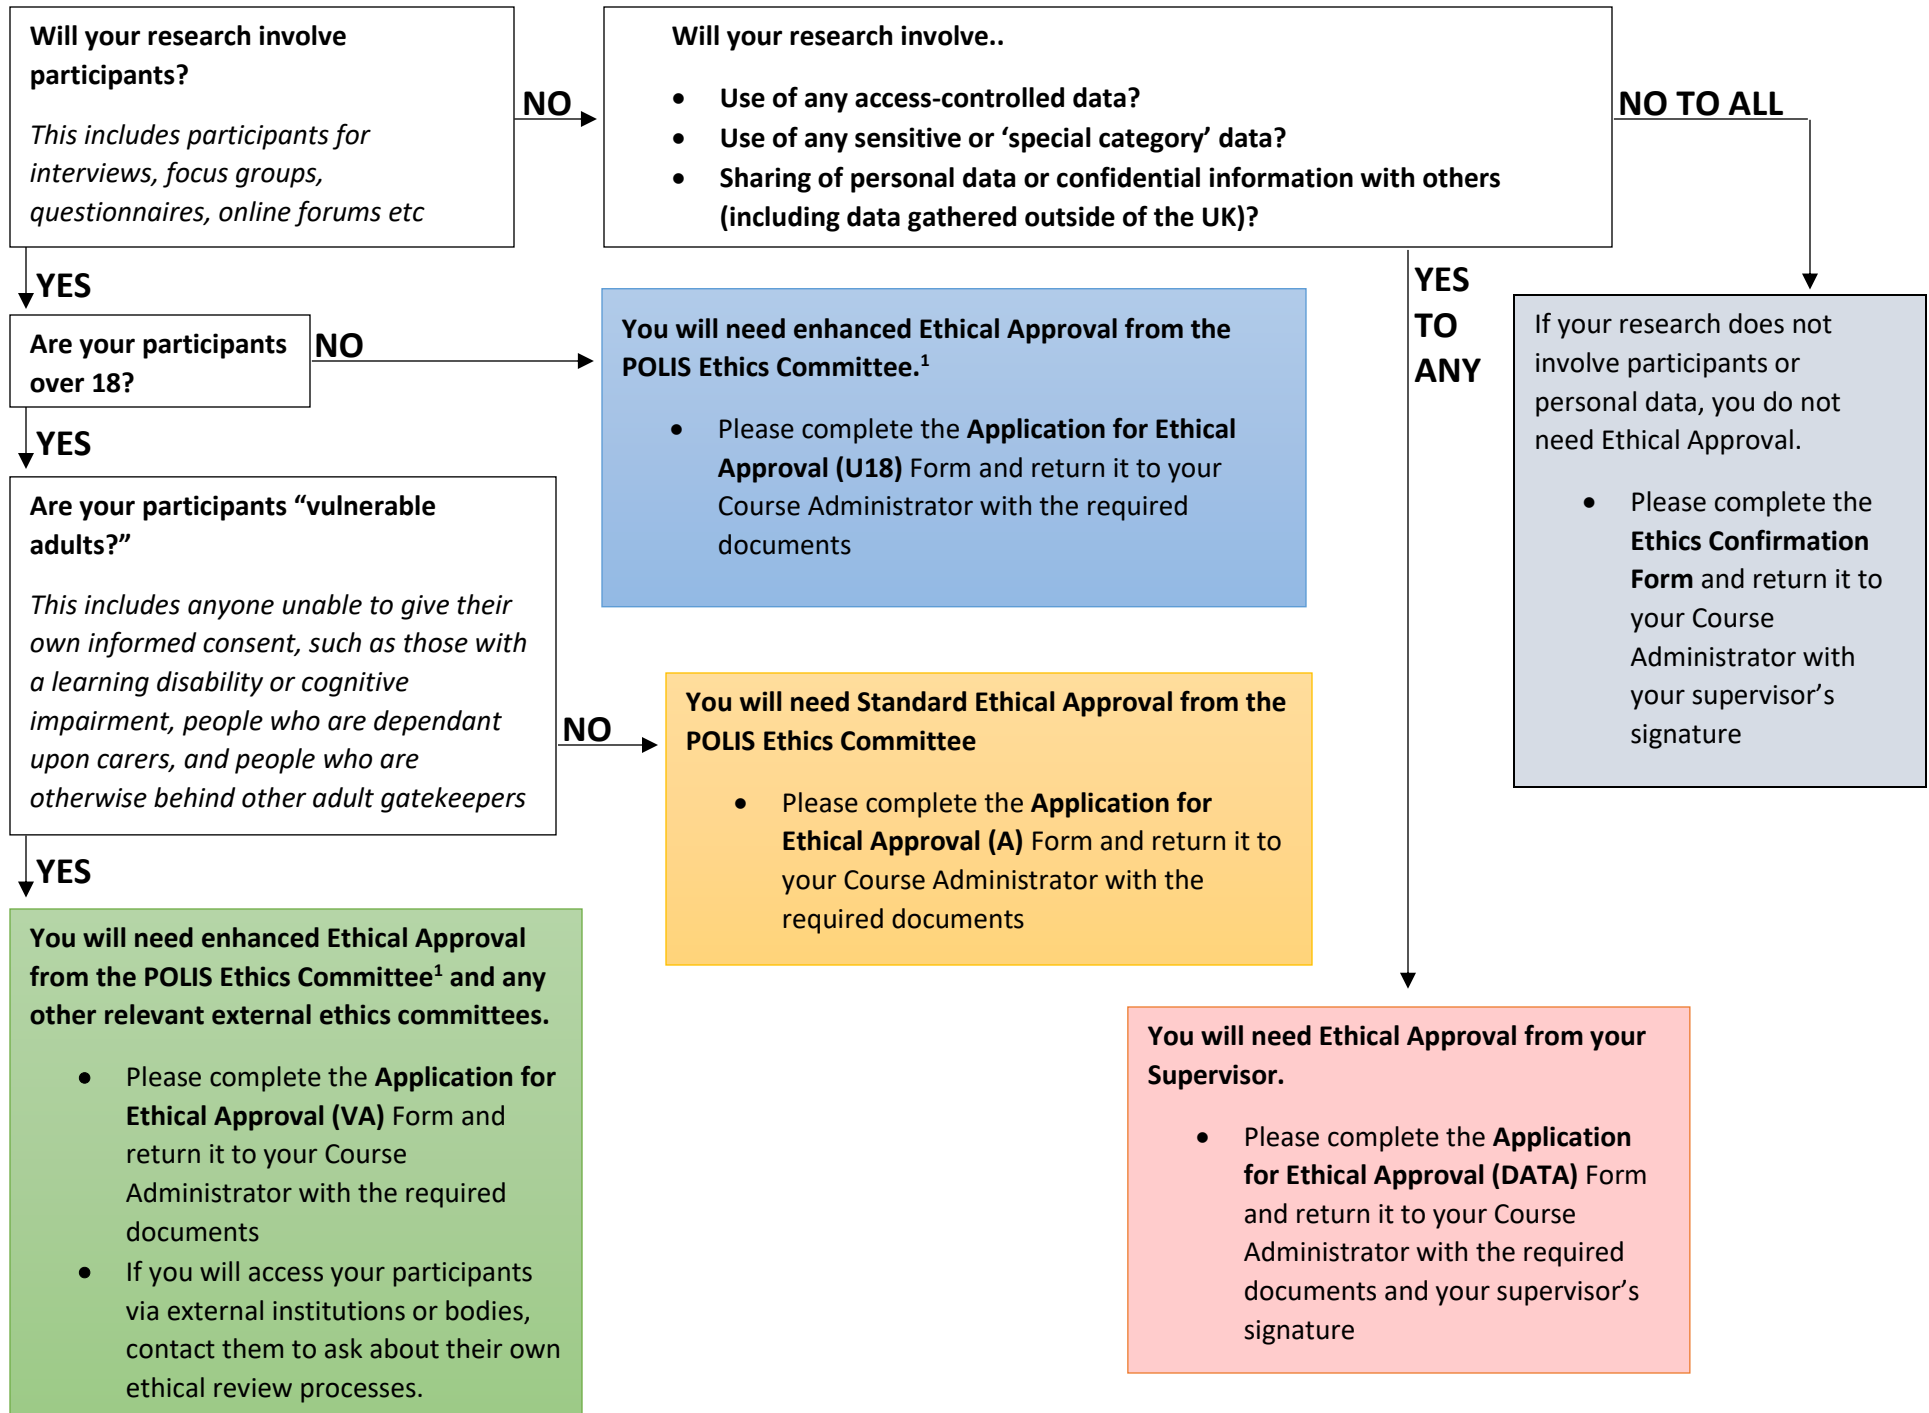 Will your research involve
participants?
This includes participants for
interviews, focus groups,
questionnaires, online forums etc
NO
Will your research involve..
• Use of any access-controlled data?
• Use of any sensitive or ‘special category’ data?
• Sharing of personal data or confidential information with others
(including data gathered outside of the UK)?
NO TO ALL
YES
Are your participants
over 18?
NO
You will need enhanced Ethical Approval from the
POLIS Ethics Committee.1
• Please complete the Application for Ethical
Approval (U18) Form and return it to your
Course Administrator with the required
documents
YES
TO
ANY
If your research does not
involve participants or
personal data, you do not
need Ethical Approval.
• Please complete the
Ethics Confirmation
Form and return it to
your Course
Administrator with
your supervisor’s
signature
YES
Are your participants “vulnerable
adults?”
This includes anyone unable to give their
own informed consent, such as those with
a learning disability or cognitive
impairment, people who are dependant
upon carers, and people who are
otherwise behind other adult gatekeepers
NO
You will need Standard Ethical Approval from the
POLIS Ethics Committee
• Please complete the Application for
Ethical Approval (A) Form and return it to
your Course Administrator with the
required documents
YES
You will need enhanced Ethical Approval
from the POLIS Ethics Committee1 and any
other relevant external ethics committees.
• Please complete the Application for
Ethical Approval (VA) Form and
return it to your Course
Administrator with the required
documents
• If you will access your participants
via external institutions or bodies,
contact them to ask about their own
ethical review processes.
You will need Ethical Approval from your
Supervisor.
• Please complete the Application
for Ethical Approval (DATA) Form
and return it to your Course
Administrator with the required
documents and your supervisor’s
signature